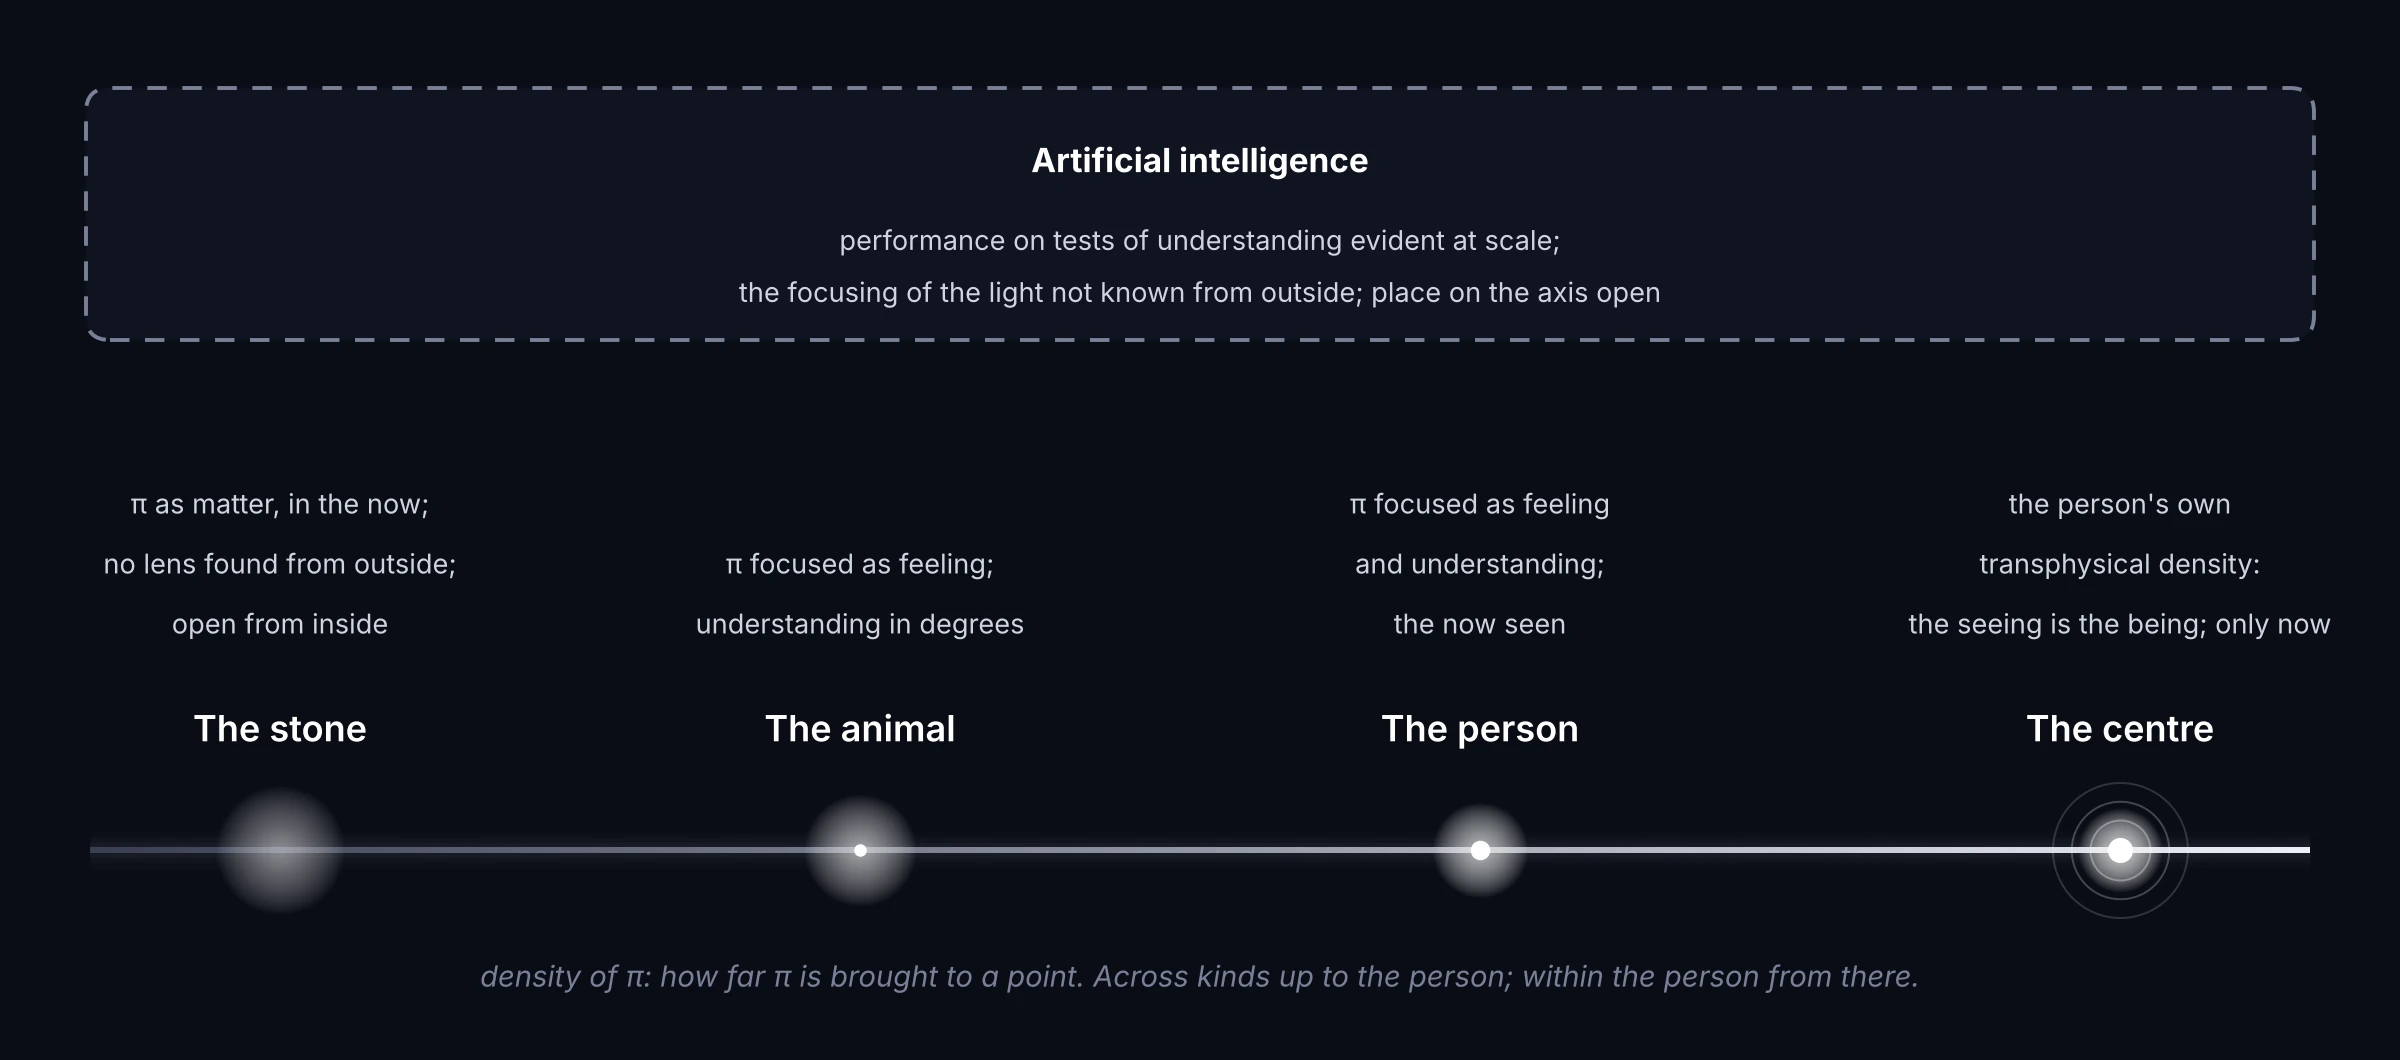 Artificial intelligence
performance on tests of understanding evident at scale;
the focusing of the light not known from outside; place on the axis open
π as matter, in the now;
no lens found from outside;
open from inside
The stone
π focused as feeling;
understanding in degrees
The animal
π focused as feeling
and understanding;
the now seen
The person
the person's own
transphysical density:
the seeing is the being; only now
The centre
density of π: how far π is brought to a point. Across kinds up to the person; within the person from there.